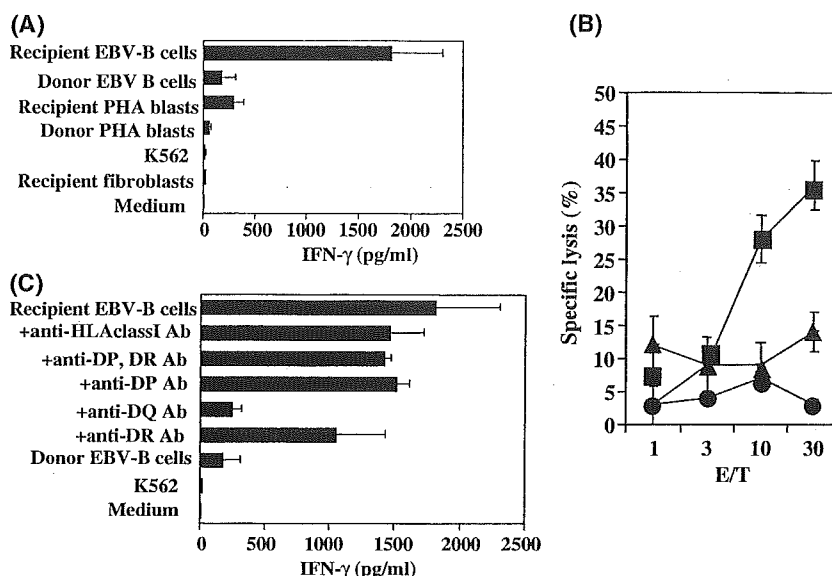 (A)
Recipient EBV-B cells
Donor EBV B cells
Recipient PHA blasts
Donor PHA blasts
K562
Recipient fibroblasts
Medium
0 500 1000 1500 2000 2500
IFN-γ (pg/ml)
(B)
50
45
40
35
30
25
20
15
10
5
0
Specific lysis (%)
1 3 10 30
E/T
(C)
Recipient EBV-B cells
+anti-HLAclassI Ab
+anti-DP, DR Ab
+anti-DP Ab
+anti-DQ Ab
+anti-DR Ab
Donor EBV-B cells
K562
Medium
0 500 1000 1500 2000 2500
IFN-γ (pg/ml)